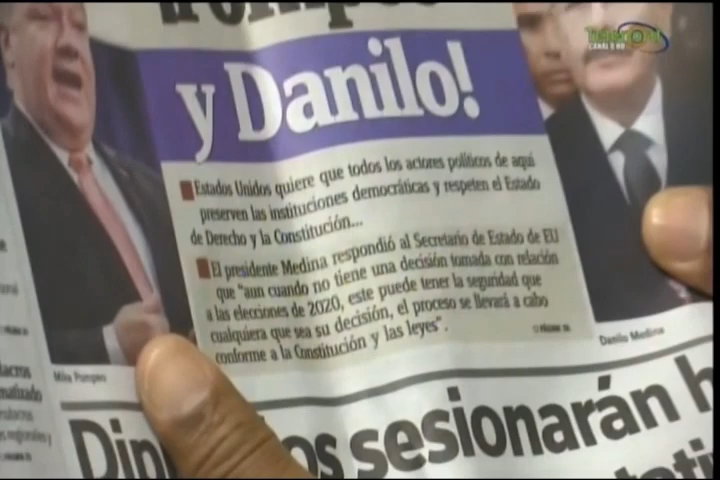 y Danilo!
Estados Unidos quiere que todos los actores políticos de aquí
preserven las instituciones democráticas y respeten el Estado
de Derecho y la Constitución...
El presidente Medina respondió al Secretario de Estado de EU
que "aun cuando no tiene una decisión tomada con relación
a las elecciones de 2020, este puede tener la seguridad que
cualquiera que sea su decisión, el proceso se llevará a cabo
conforme a la Constitución y las leyes".
Mike Pompeo
Danilo Medina
Dip os sesionarán h